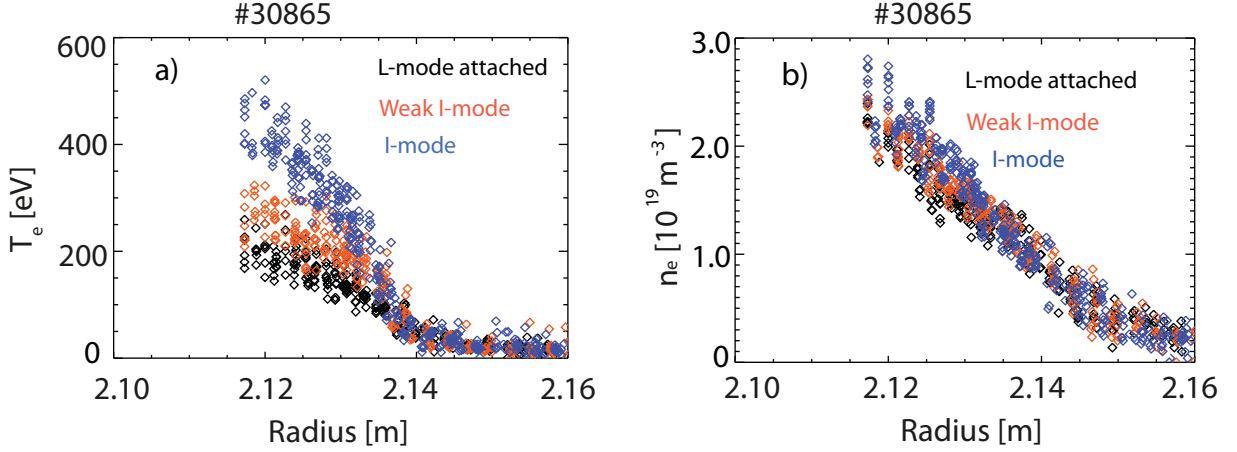 #30865
600
400
200
0
T_e [eV]
a)
L-mode attached
Weak I-mode
I-mode
2.10 2.12 2.14 2.16
Radius [m]
#30865
3.0
2.0
1.0
0
n_e [10^19 m^-3]
b)
L-mode attached
Weak I-mode
I-mode
2.10 2.12 2.14 2.16
Radius [m]